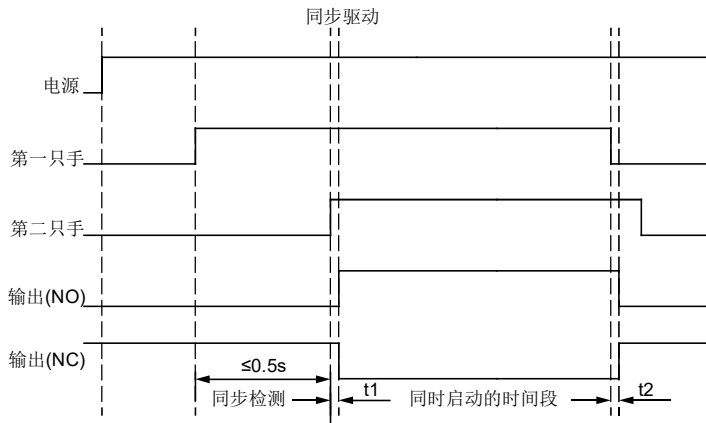 同步驱动
电源
第一只手
第二只手
输出(NO)
输出(NC)
≤0.5s
同步检测
t1
同时启动的时间段
t2